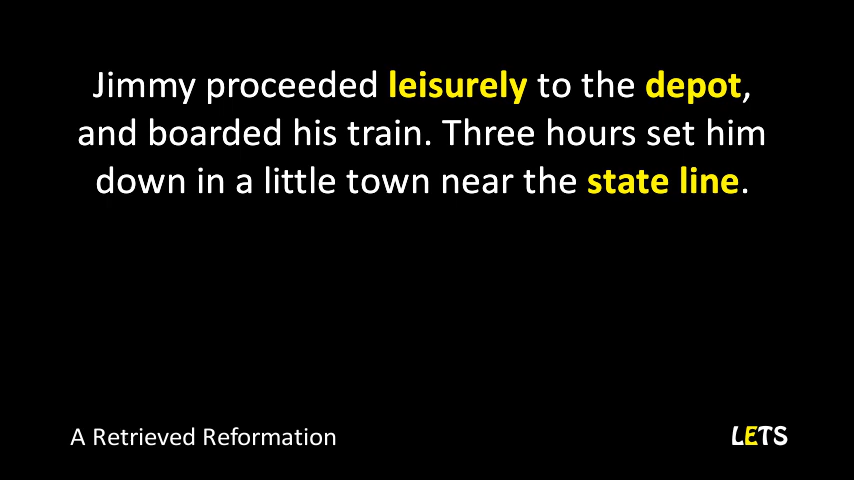 Jimmy proceeded leisurely to the depot,
and boarded his train. Three hours set him
down in a little town near the state line.
A Retrieved Reformation
LETS